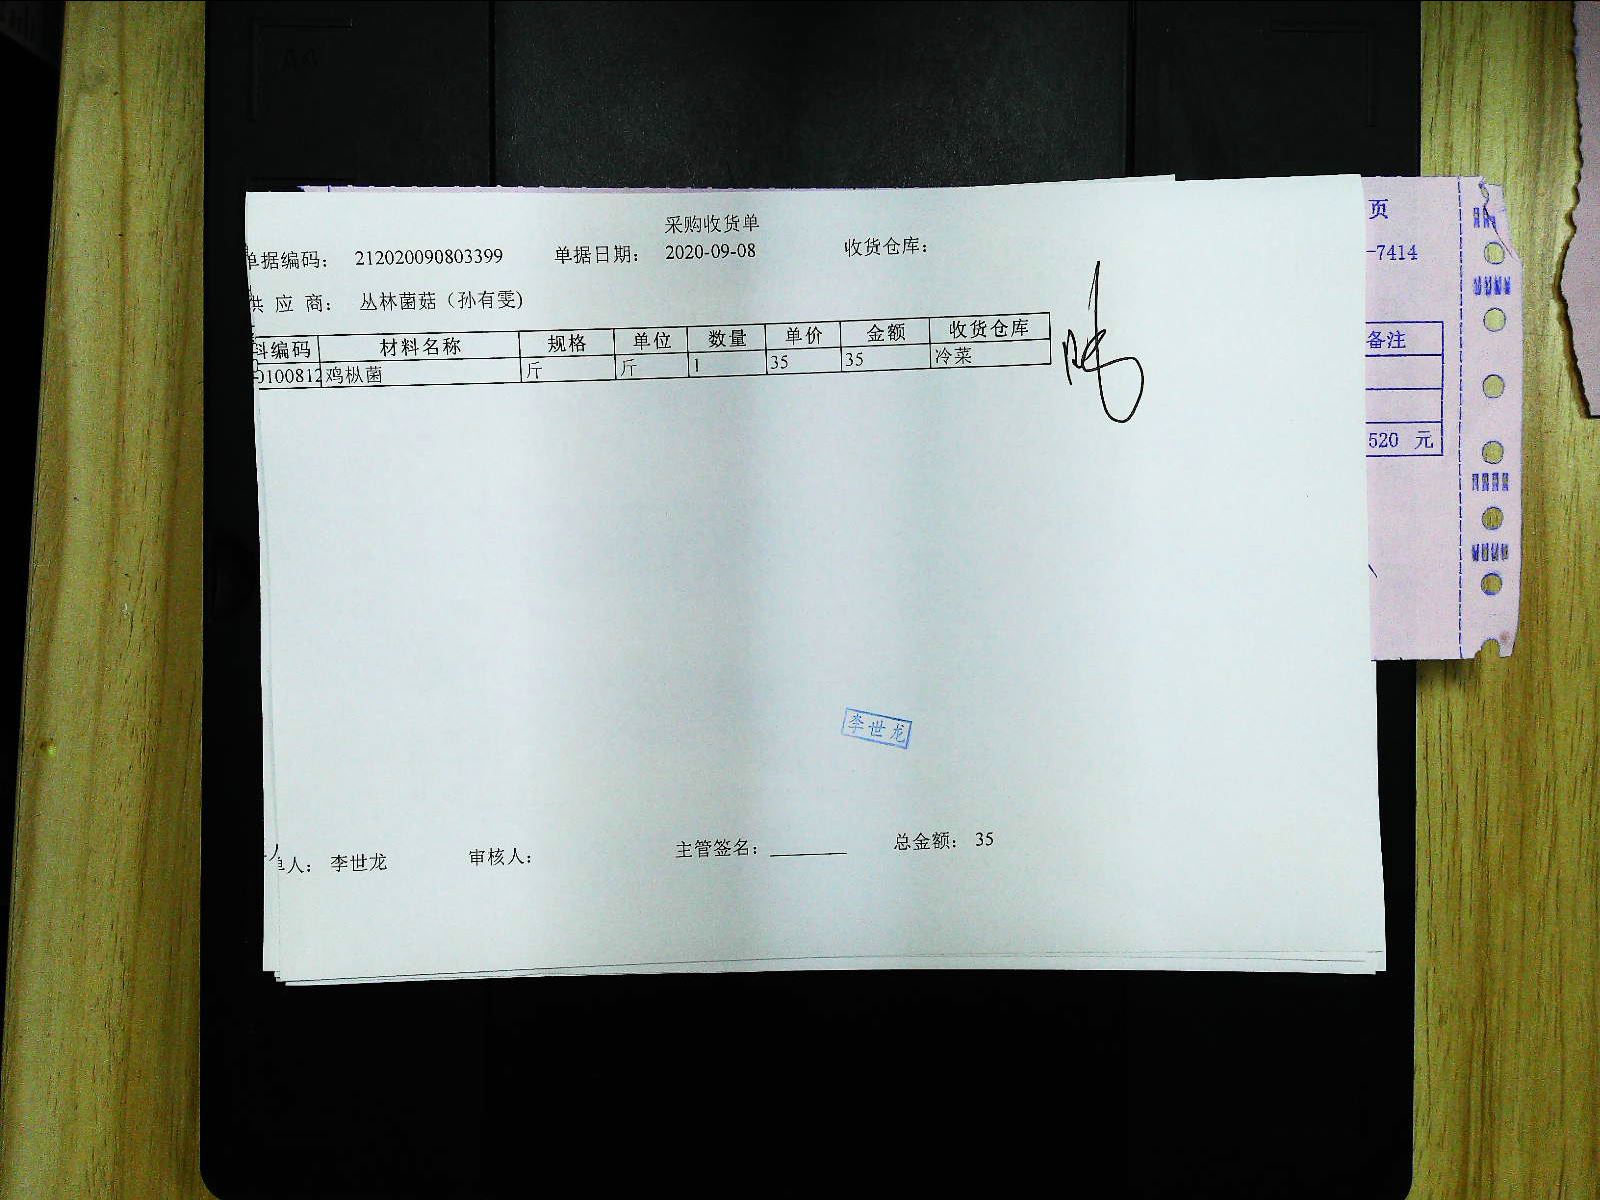 采购收货单
单据编码： 212020090803399 单据日期： 2020-09-08 收货仓库：
供 应 商： 丛林菌菇（孙有雯)
料编码 材料名称 规格 单位 数量 单价 金额 收货仓库
0100812 鸡枞菌 斤 斤 1 35 35 冷菜
李世龙
单人： 李世龙 审核人： 主管签名： 总金额： 35
页
-7414
备注
520 元
A4